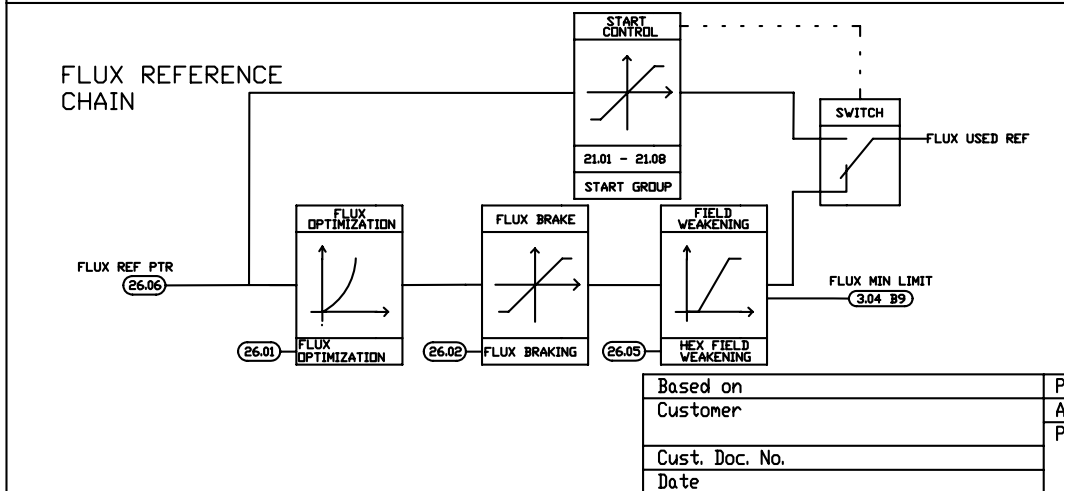 START
CONTROL
FLUX REFERENCE
CHAIN
SWITCH
FLUX USED REF
21.01 - 21.08
START GROUP
FLUX
OPTIMIZATION
FLUX BRAKE
FIELD
WEAKENING
FLUX REF PTR
26.06
FLUX MIN LIMIT
3.04 B9
26.01
FLUX
OPTIMIZATION
26.02
FLUX BRAKING
26.05
HEX FIELD
WEAKENING
Based on
P
Customer
A
P
Cust. Doc. No.
Date